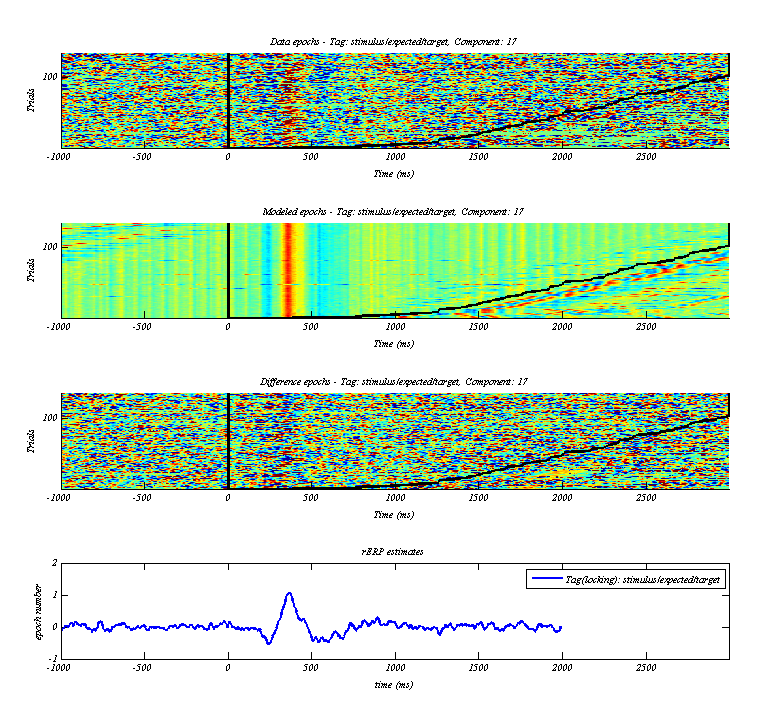 Data epochs - Tag: stimulus/expected/target, Component: 17
Trials
100
-1000 -500 0 500 1000 1500 2000 2500
Time (ms)
Modeled epochs - Tag: stimulus/expected/target, Component: 17
Trials
100
-1000 -500 0 500 1000 1500 2000 2500
Time (ms)
Difference epochs - Tag: stimulus/expected/target, Component: 17
Trials
100
-1000 -500 0 500 1000 1500 2000 2500
Time (ms)
rERP estimates
epoch number
2
1
0
-1
Tag(locking): stimulus/expected/target
-1000 -500 0 500 1000 1500 2000 2500
time (ms)